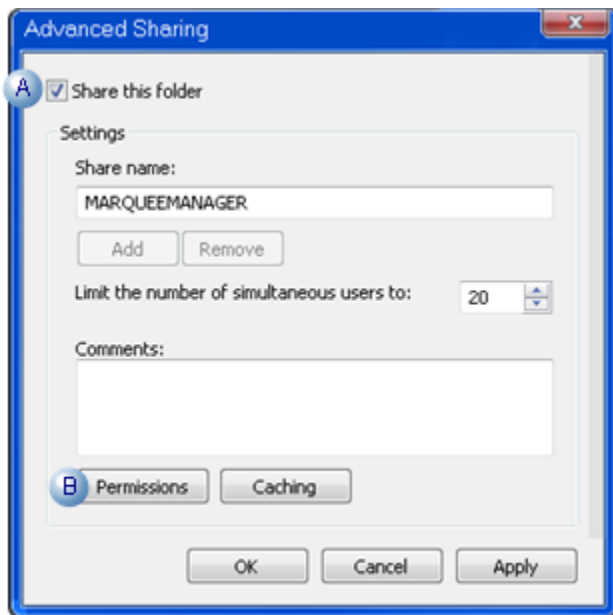 Advanced Sharing
A Share this folder
Settings
Share name:
MARQUEEMANAGER
Add Remove
Limit the number of simultaneous users to: 20
Comments:
B Permissions Caching
OK Cancel Apply